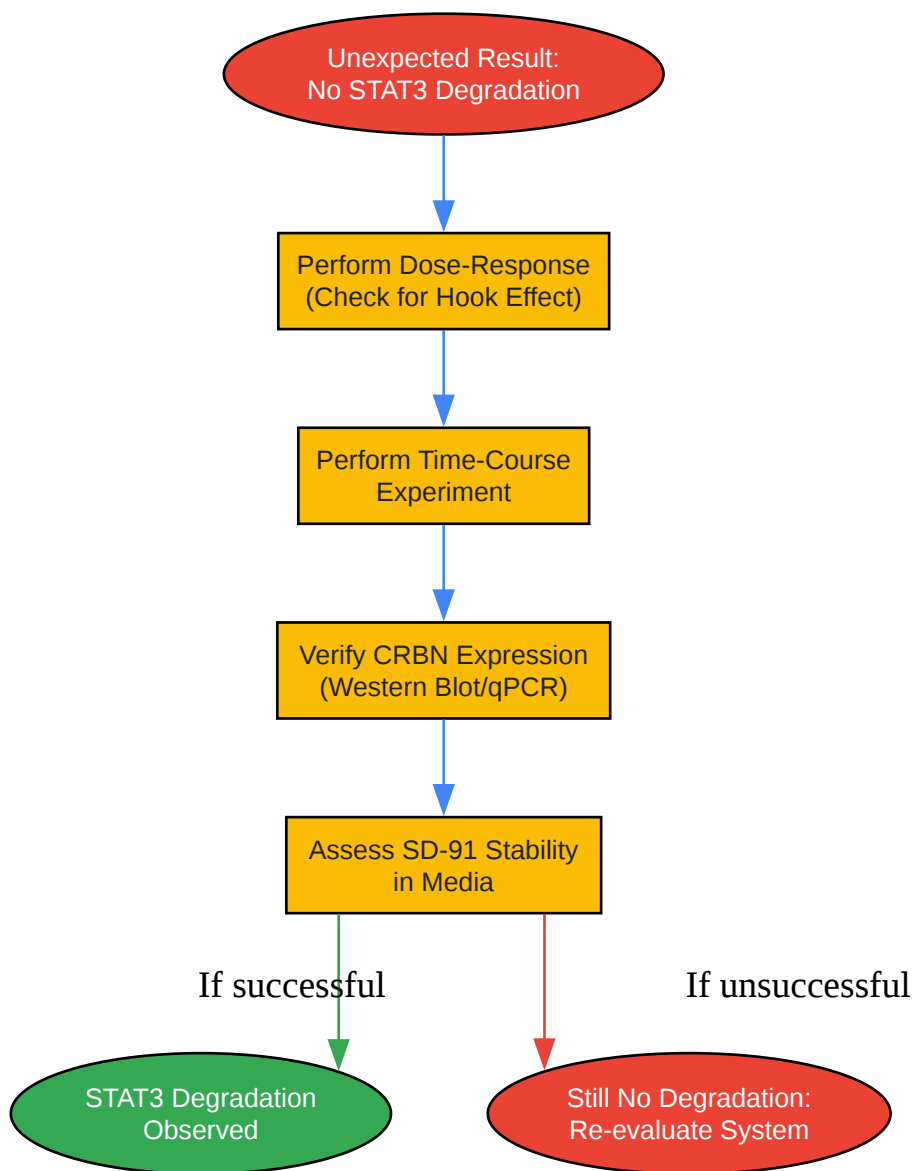 Unexpected Result:
No STAT3 Degradation
Perform Dose-Response
(Check for Hook Effect)
Perform Time-Course
Experiment
Verify CRBN Expression
(Western Blot/qPCR)
Assess SD-91 Stability
in Media
If successful
If unsuccessful
STAT3 Degradation
Observed
Still No Degradation:
Re-evaluate System